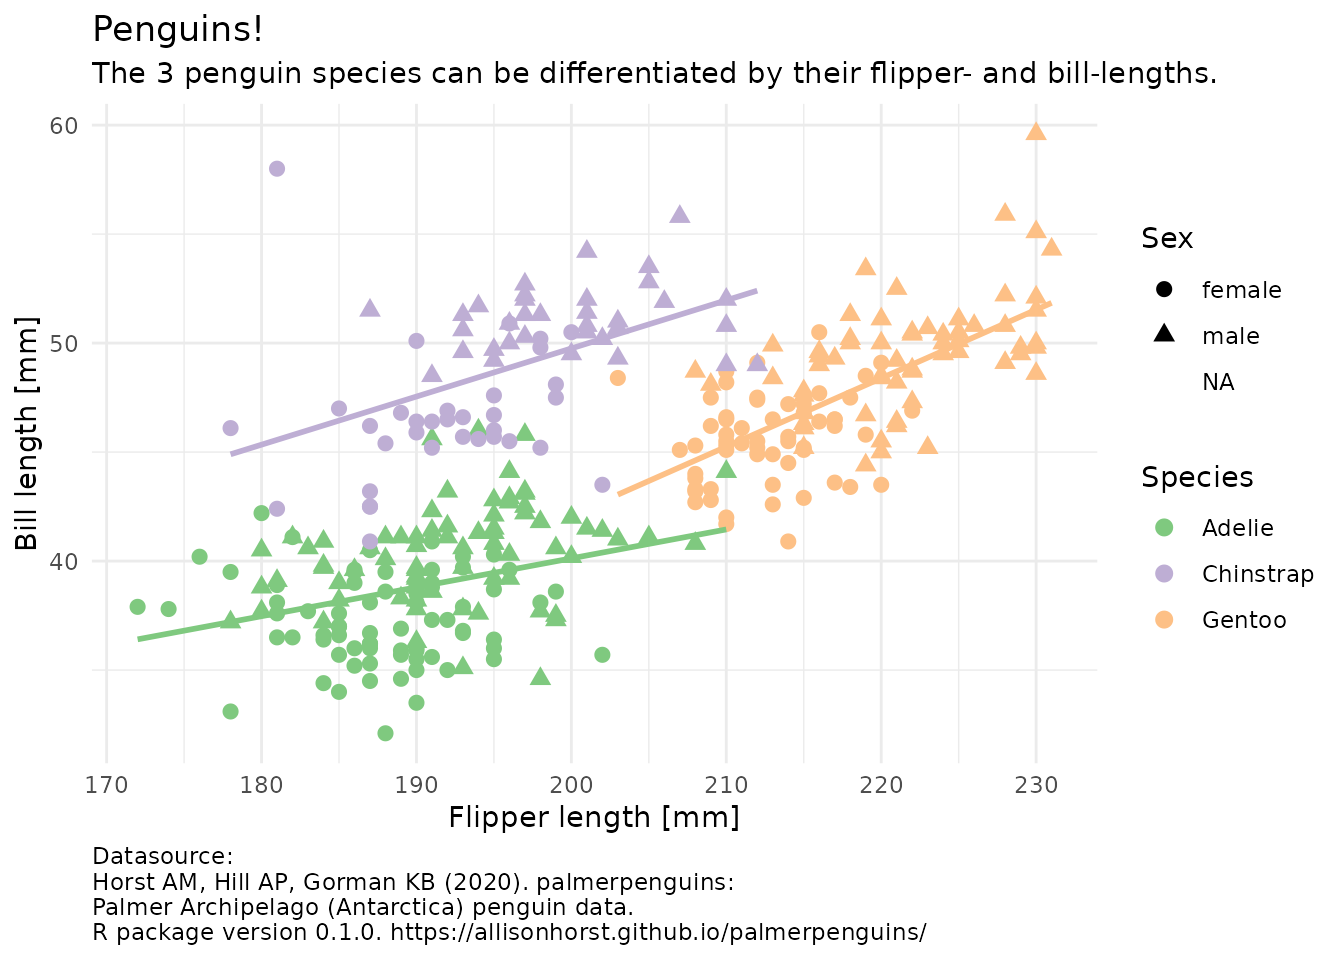 Penguins!
The 3 penguin species can be differentiated by their flipper- and bill-lengths.
60
50
40
Bill length [mm]
170 180 190 200 210 220 230
Flipper length [mm]
Sex
female
male
NA
Species
Adelie
Chinstrap
Gentoo
Datasource:
Horst AM, Hill AP, Gorman KB (2020). palmerpenguins:
Palmer Archipelago (Antarctica) penguin data.
R package version 0.1.0. https://allisonhorst.github.io/palmerpenguins/